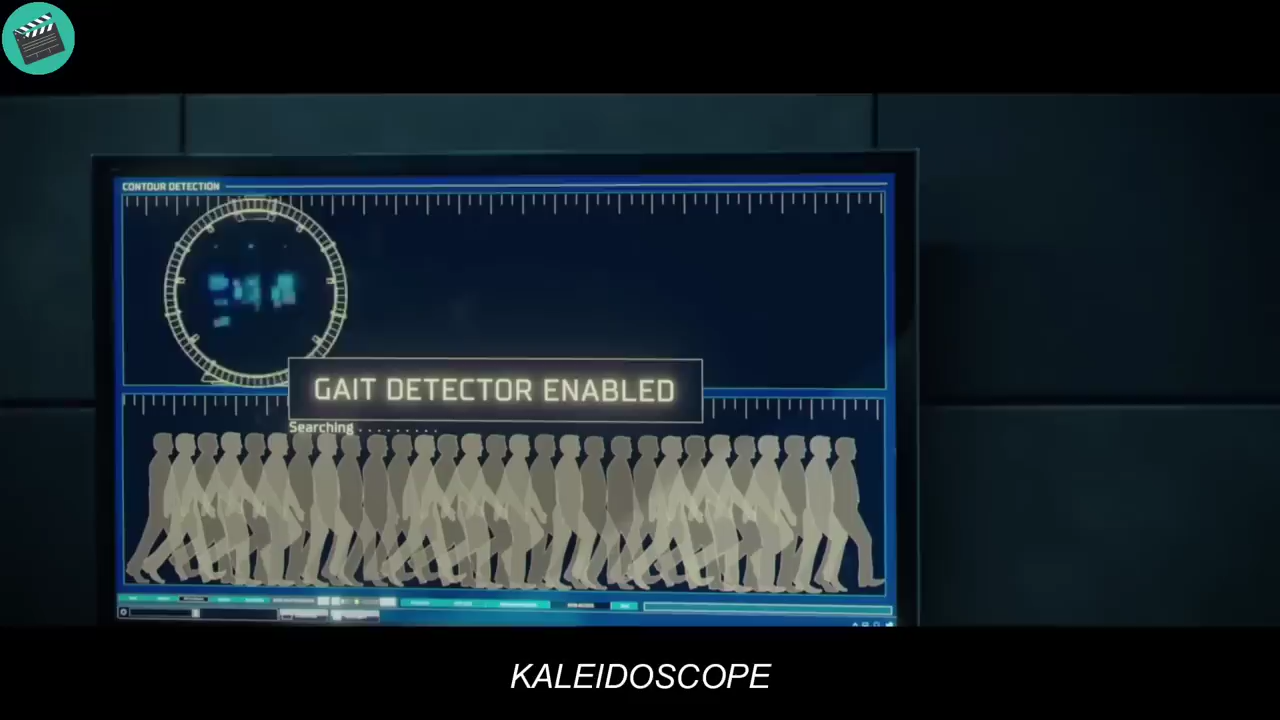 CONTOUR DETECTION
GAIT DETECTOR ENABLED
Searching . . . . . . . . .
KALEIDOSCOPE